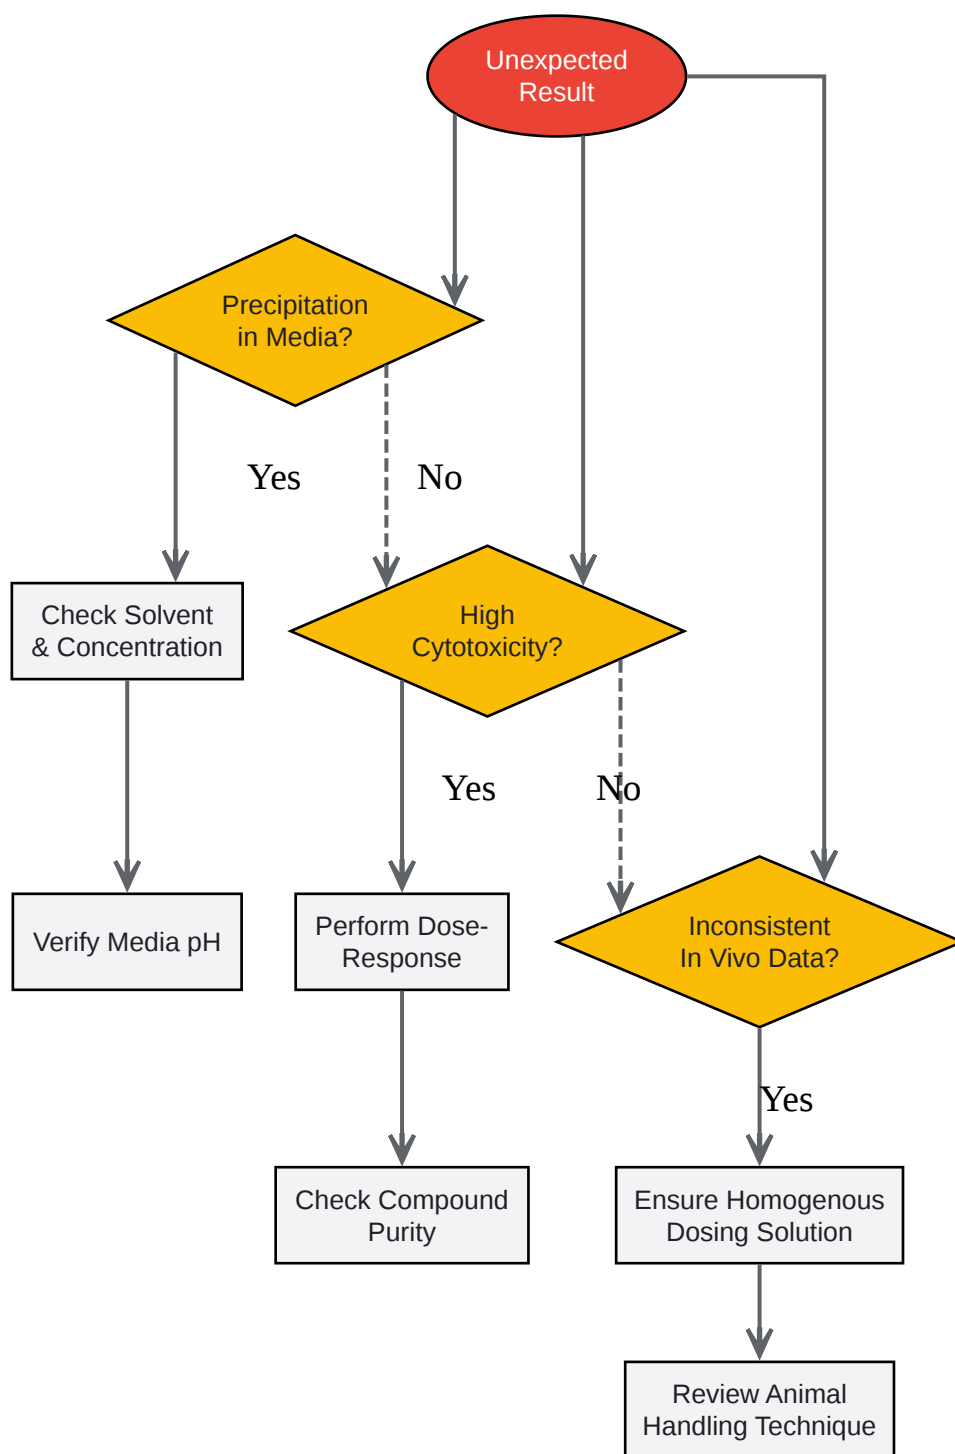 Unexpected
Result
Precipitation
in Media?
Yes
No
Check Solvent
& Concentration
High
Cytotoxicity?
Yes
No
Verify Media pH
Perform Dose-
Response
Inconsistent
In Vivo Data?
Yes
Check Compound
Purity
Ensure Homogenous
Dosing Solution
Review Animal
Handling Technique